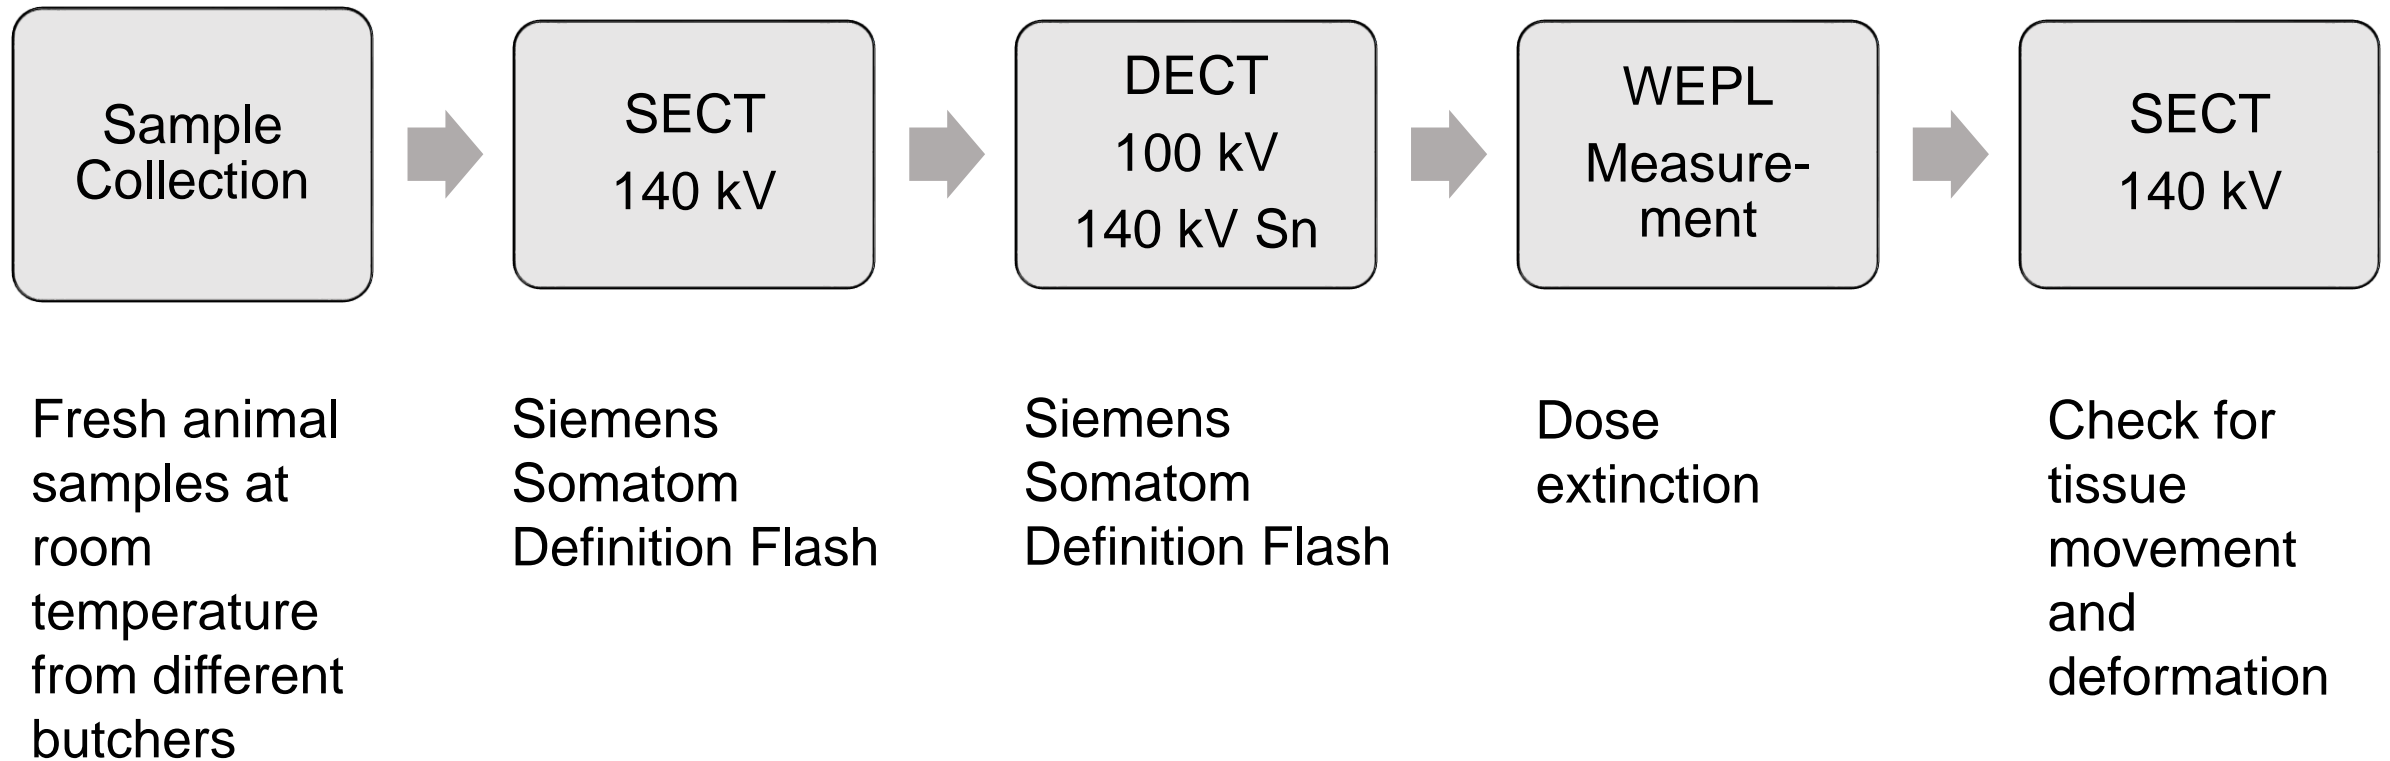 Sample
Collection
SECT
140 kV
DECT
100 kV
140 kV Sn
WEPL
Measure-
ment
SECT
140 kV
Fresh animal
samples at
room
temperature
from different
butchers
Siemens
Somatom
Definition Flash
Siemens
Somatom
Definition Flash
Dose
extinction
Check for
tissue
movement
and
deformation